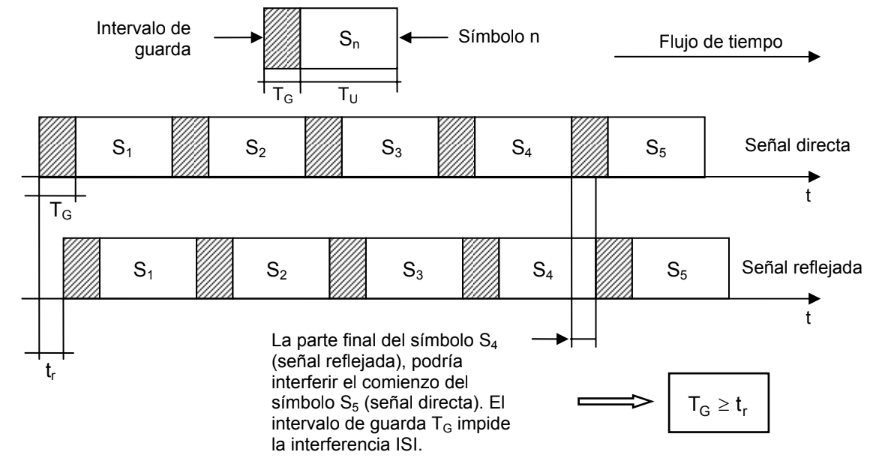 Intervalo de
guarda
Sn
Símbolo n
Flujo de tiempo
TG
TU
S1
S2
S3
S4
S5
Señal directa
t
TG
S1
S2
S3
S4
S5
Señal reflejada
t
tr
La parte final del símbolo S4
(señal reflejada), podría
interferir el comienzo del
símbolo S5 (señal directa). El
intervalo de guarda TG impide
la interferencia ISI.
TG ≥ tr